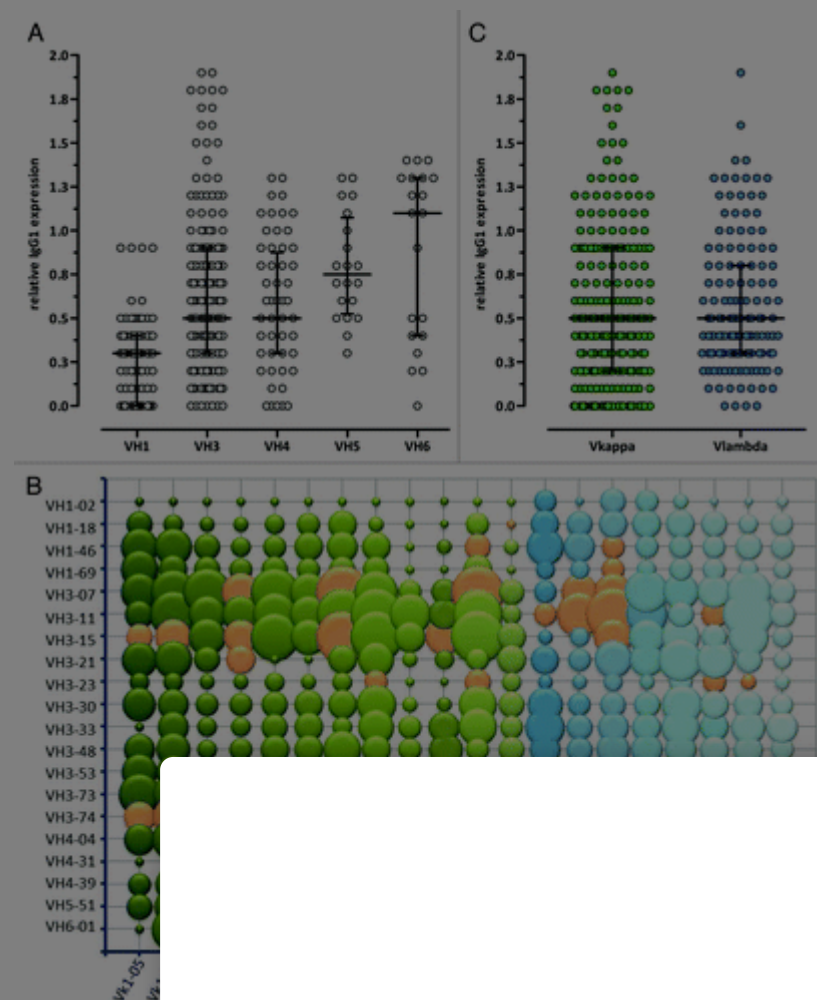 A
2.0
1.8
1.5
1.3
1.0
0.8
0.5
0.3
0.0
relative IgG1 expression
VH1 VH3 VH4 VH5 VH6
C
2.0
1.8
1.5
1.3
1.0
0.8
0.5
0.3
0.0
relative IgG1 expression
Vkappa Vlambda
B
VH1-02
VH1-18
VH1-46
VH1-69
VH3-07
VH3-11
VH3-15
VH3-21
VH3-23
VH3-30
VH3-33
VH3-48
VH3-53
VH3-73
VH3-74
VH4-04
VH4-31
VH4-39
VH5-51
VH6-01
Vk1-05